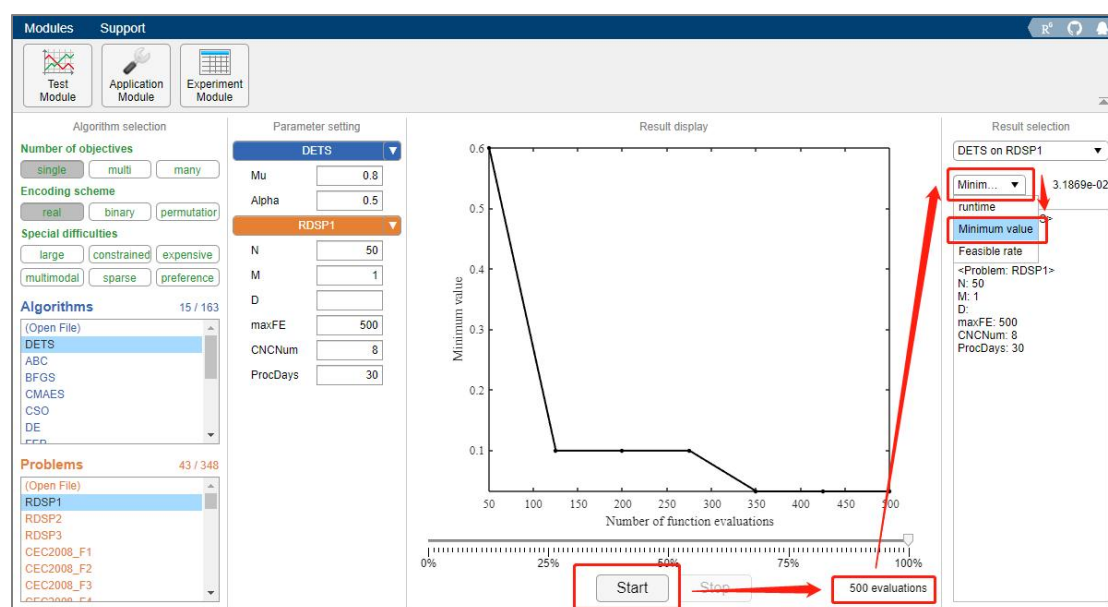 Modules Support
R⁶
Test Module
Application Module
Experiment Module
Algorithm selection
Number of objectives
single multi many
Encoding scheme
real binary permutation
Special difficulties
large constrained expensive
multimodal sparse preference
Algorithms 15 / 163
(Open File)
DETS
ABC
BFGS
CMAES
CSO
DE
FEP
Problems 43 / 348
(Open File)
RDSP1
RDSP2
RDSP3
CEC2008_F1
CEC2008_F2
CEC2008_F3
CEC2008_F4
Parameter setting
DETS
Mu 0.8
Alpha 0.5
RDSP1
N 50
M 1
D
maxFE 500
CNCNum 8
ProcDays 30
Result display
0.6
0.5
0.4
0.3
0.2
0.1
Minimum value
50 100 150 200 250 300 350 400 450 500
Number of function evaluations
0% 25% 50% 75% 100%
Start Stop 500 evaluations
Result selection
DETS on RDSP1
Minim... 3.1869e-02
runtime
Minimum value
Feasible rate
<Problem: RDSP1>
N: 50
M: 1
D:
maxFE: 500
CNCNum: 8
ProcDays: 30